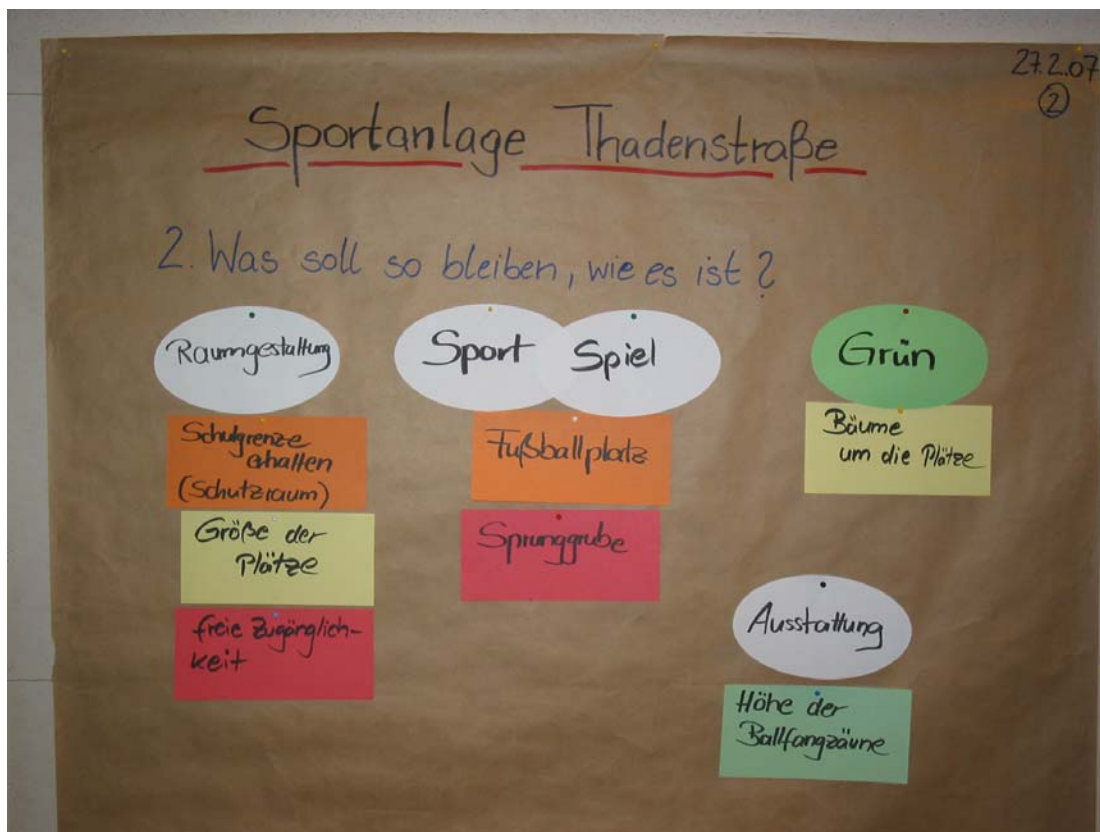 27.2.07
2
Sportanlage Thadenstraße
2. Was soll so bleiben, wie es ist?
Raumgestaltung
Schulgrenze
erhalten
(Schutzraum)
Größe der
Plätze
freie Zugänglich-
keit
Sport Spiel
Fußballplatz
Sprunggrube
Grün
Bäume
um die Plätze
Ausstattung
Höhe der
Ballfangzäune